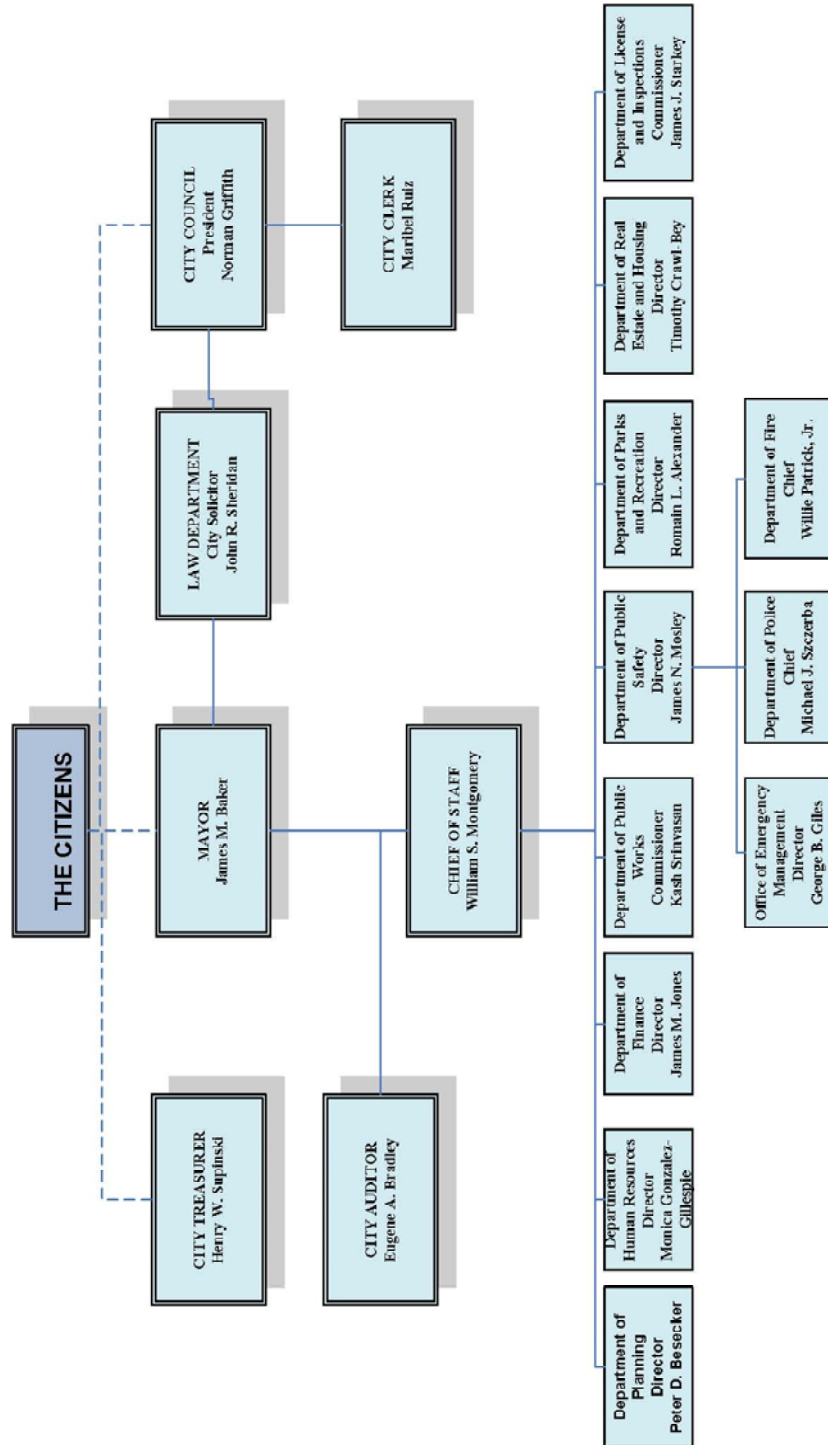 THE CITIZENS
CITY TREASURER
Henry W. Supinski
MAYOR
James M. Baker
LAW DEPARTMENT
City Solicitor
John R. Sheridan
CITY COUNCIL
President
Norman Griffith
CITY AUDITOR
Eugene A. Bradley
CHIEF OF STAFF
William S. Montgomery
CITY CLERK
Maribel Ruiz
Department of
Planning
Director
Peter D. Besecker
Department of
Human Resources
Director
Monica Gonzalez-
Gillespie
Department of
Finance
Director
James M. Jones
Department of Public
Works
Commissioner
Kash Srinvasan
Department of Public
Safety
Director
James N. Mosley
Department of Parks
and Recreation
Director
Romain L. Alexander
Department of Real
Estate and Housing
Director
Timothy Crawl-Bey
Department of License
and Inspections
Commissioner
James J. Starkey
Office of Emergency
Management
Director
George B. Giles
Department of Police
Chief
Michael J. Szczerba
Department of Fire
Chief
Willie Patrick, Jr.